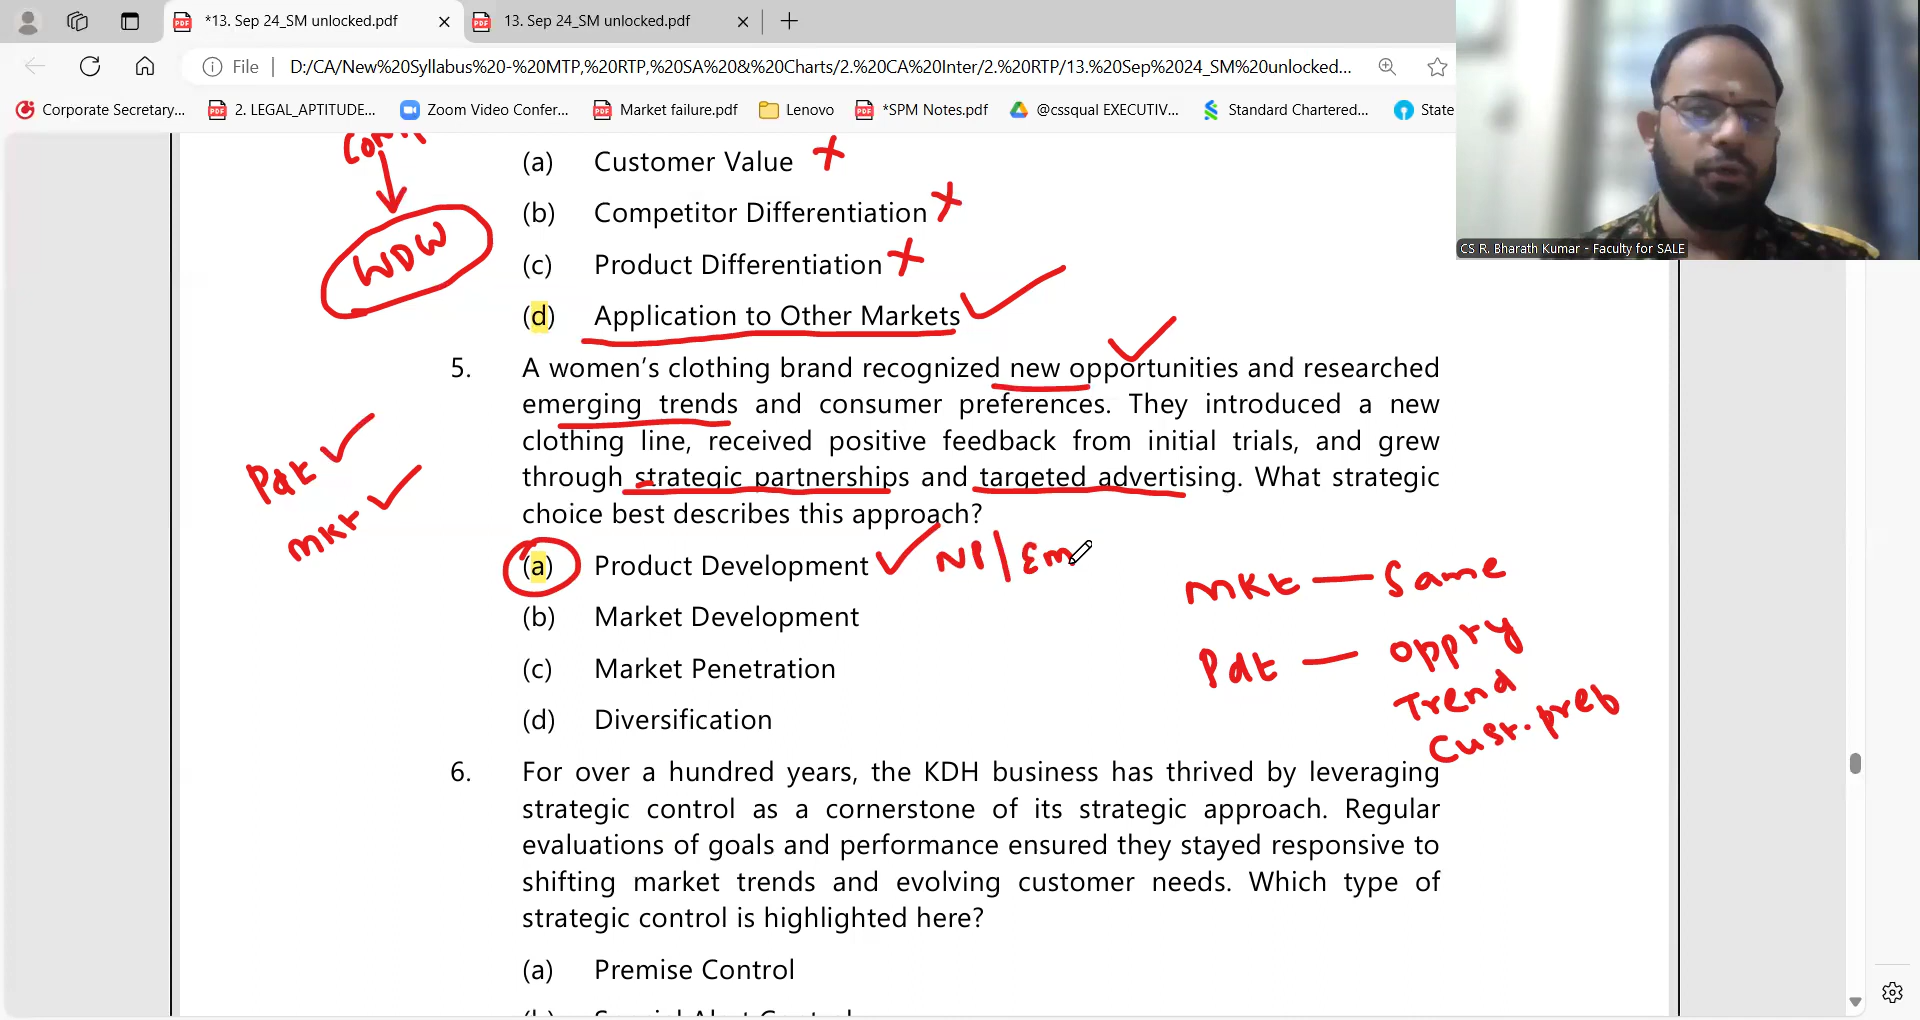 *13. Sep 24_SM unlocked.pdf
13. Sep 24_SM unlocked.pdf
File
D:/CA/New%20Syllabus%20-%20MTP,%20RTP,%20SA%20&%20Charts/2.%20CA%20Inter/2.%20RTP/13.%20Sep%2024_SM%20unlocked...
Corporate Secretary...
2. LEGAL_APTITUDE...
Zoom Video Confer...
Market failure.pdf
Lenovo
*SPM Notes.pdf
@cssqual EXECUTIV...
Standard Chartered...
State
CS R. Bharath Kumar - Faculty for SALE
WDW
(a) Customer Value
(b) Competitor Differentiation
(c) Product Differentiation
(d) Application to Other Markets
5. A women's clothing brand recognized new opportunities and researched
emerging trends and consumer preferences. They introduced a new
clothing line, received positive feedback from initial trials, and grew
through strategic partnerships and targeted advertising. What strategic
choice best describes this approach?
Pdt
Mkt
(a) Product Development NP/Em
(b) Market Development
(c) Market Penetration
(d) Diversification
Mkt — Same
Pdt — Opprty
Trend
Cust. pref
6. For over a hundred years, the KDH business has thrived by leveraging
strategic control as a cornerstone of its strategic approach. Regular
evaluations of goals and performance ensured they stayed responsive to
shifting market trends and evolving customer needs. Which type of
strategic control is highlighted here?
(a) Premise Control